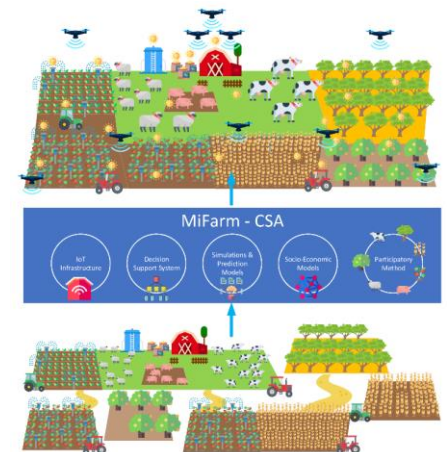 MiFarm - CSA
IoT
Infrastructure
Decision
Support System
Simulations &
Prediction
Models
Socio-Economic
Models
Participatory
Method